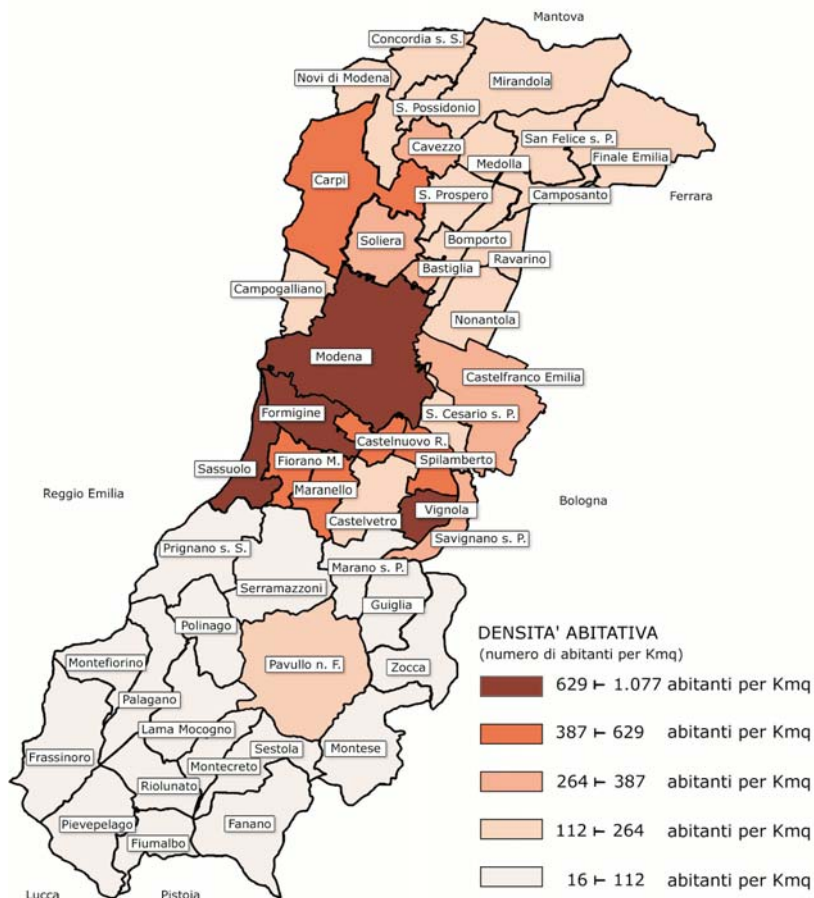 Mantova
Concordia s. S.
Novi di Modena
Mirandola
S. Possidonio
San Felice s. P.
Cavezzo
Finale Emilia
Medolla
Carpi
S. Prospero
Camposanto
Ferrara
Soliera
Bomporto
Ravarino
Bastiglia
Campogalliano
Nonantola
Modena
Castelfranco Emilia
Formigine
S. Cesario s. P.
Castelnuovo R.
Fiorano M.
Spilamberto
Sassuolo
Maranello
Reggio Emilia
Bologna
Vignola
Castelvetro
Savignano s. P.
Prignano s. S.
Marano s. P.
Serramazzoni
Guiglia
Polinago
Montefiorino
Pavullo n. F.
Zocca
Palagano
Lama Mocogno
Sestola
Montese
Frassinoro
Montecreto
Riolunato
Pievepelago
Fanano
Fiumalbo
Lucca
Pistoia
DENSITA' ABITATIVA
(numero di abitanti per Kmq)
629 ⊢ 1.077 abitanti per Kmq
387 ⊢ 629 abitanti per Kmq
264 ⊢ 387 abitanti per Kmq
112 ⊢ 264 abitanti per Kmq
16 ⊢ 112 abitanti per Kmq